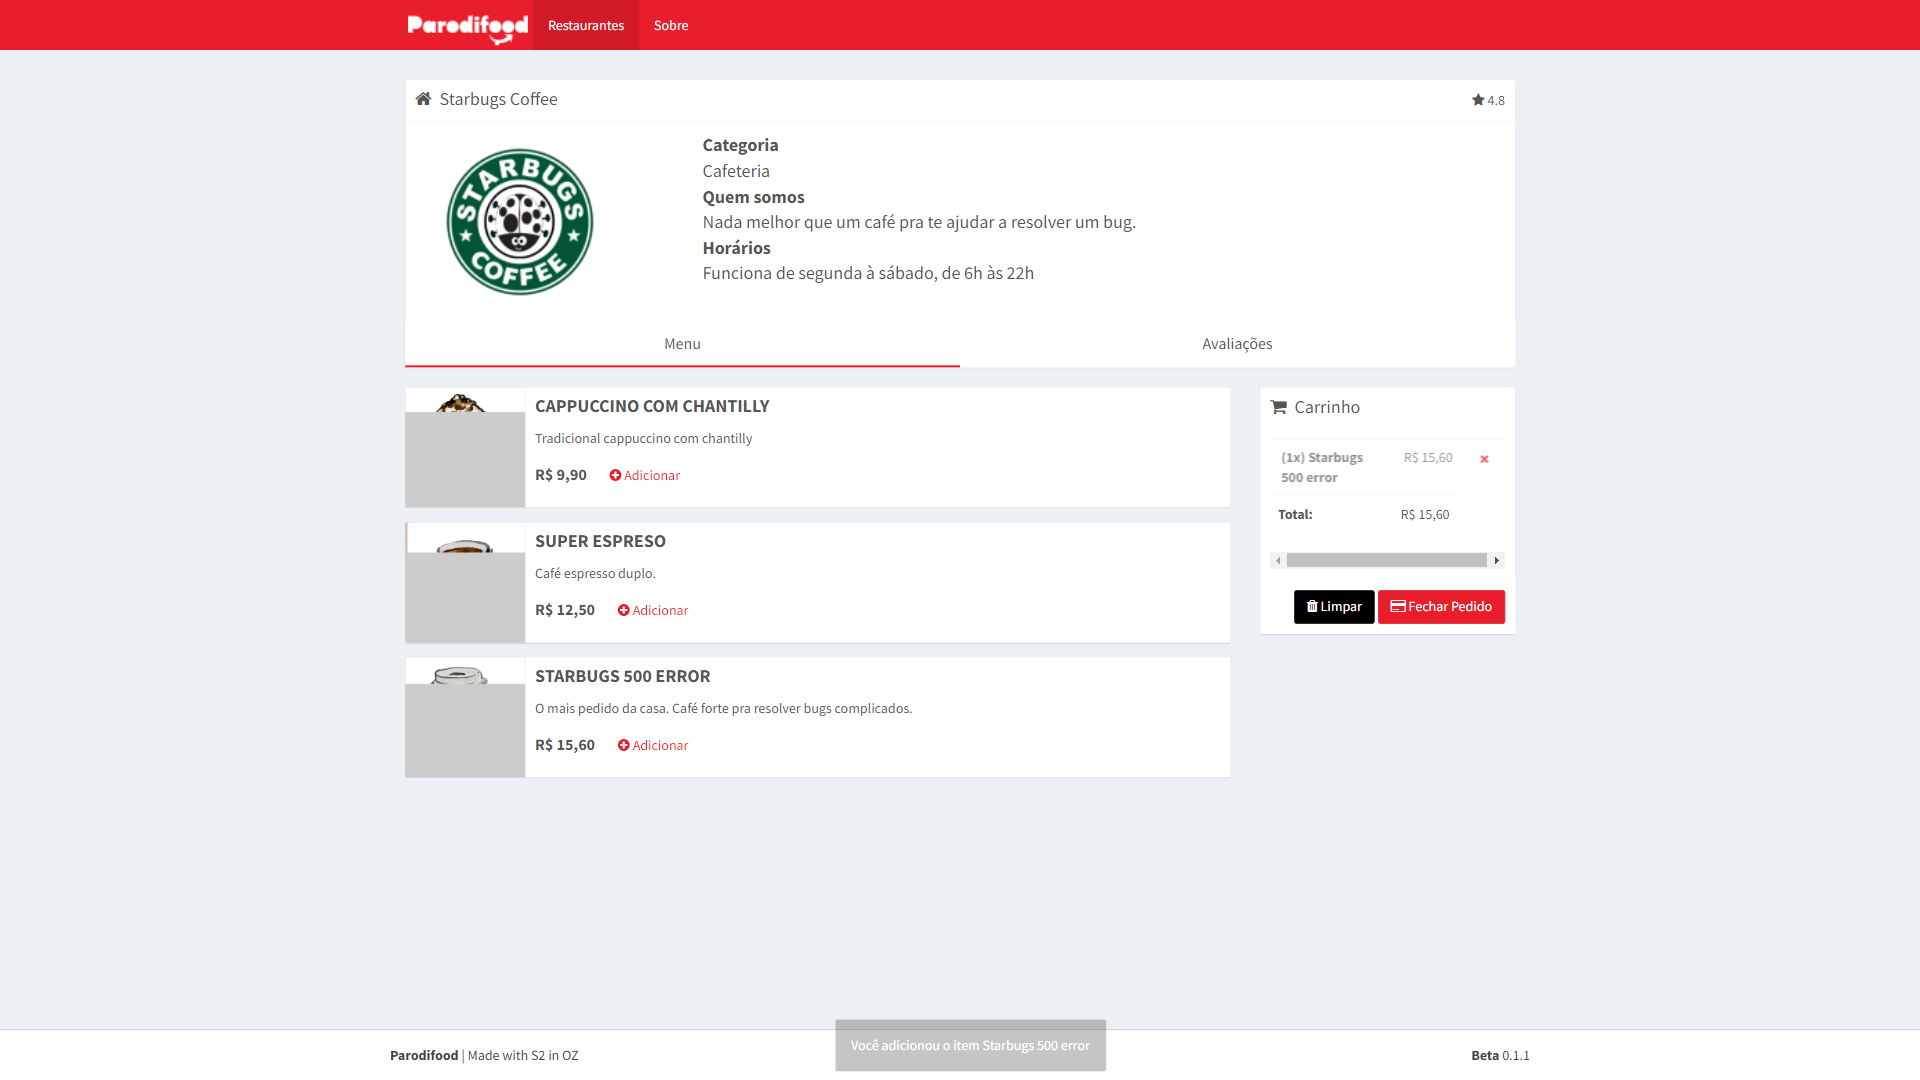 Parodifood
Restaurantes
Sobre
Starbugs Coffee
4.8
STARBUGS
COFFEE
Categoria
Cafeteria
Quem somos
Nada melhor que um café pra te ajudar a resolver um bug.
Horários
Funciona de segunda à sábado, de 6h às 22h
Menu
Avaliações
CAPPUCCINO COM CHANTILLY
Tradicional cappuccino com chantilly
R$ 9,90 Adicionar
SUPER ESPRESO
Café espresso duplo.
R$ 12,50 Adicionar
STARBUGS 500 ERROR
O mais pedido da casa. Café forte pra resolver bugs complicados.
R$ 15,60 Adicionar
Carrinho
(1x) Starbugs R$ 15,60
500 error
Total: R$ 15,60
Limpar Fechar Pedido
Parodifood | Made with S2 in OZ
Você adicionou o item Starbugs 500 error
Beta 0.1.1